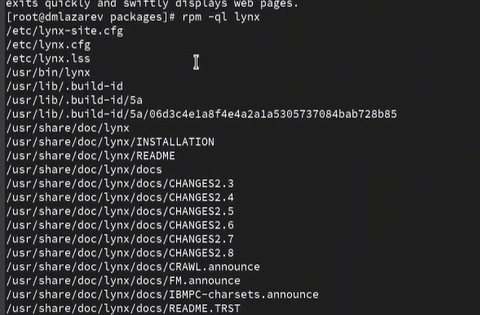 exits quickly and swiftly displays web pages.
[root@dmlazarev packages]# rpm -ql lynx
/etc/lynx-site.cfg
/etc/lynx.cfg
/etc/lynx.lss
/usr/bin/lynx
/usr/lib/.build-id
/usr/lib/.build-id/5a
/usr/lib/.build-id/5a/06d3c4e1a8f4e4a2a1a5305737084bab728b85
/usr/share/doc/lynx
/usr/share/doc/lynx/INSTALLATION
/usr/share/doc/lynx/README
/usr/share/doc/lynx/docs
/usr/share/doc/lynx/docs/CHANGES2.3
/usr/share/doc/lynx/docs/CHANGES2.4
/usr/share/doc/lynx/docs/CHANGES2.5
/usr/share/doc/lynx/docs/CHANGES2.6
/usr/share/doc/lynx/docs/CHANGES2.7
/usr/share/doc/lynx/docs/CHANGES2.8
/usr/share/doc/lynx/docs/CRAWL.announce
/usr/share/doc/lynx/docs/FM.announce
/usr/share/doc/lynx/docs/IBMPC-charsets.announce
/usr/share/doc/lynx/docs/README.TRST